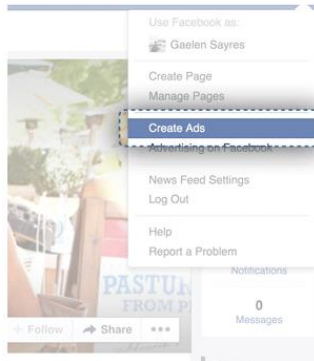 Use Facebook as:
Gaelen Sayres
Create Page
Manage Pages
Create Ads
Advertising on Facebook
News Feed Settings
Log Out
Help
Report a Problem
Notifications
0
Messages
FROM
+ Follow
Share